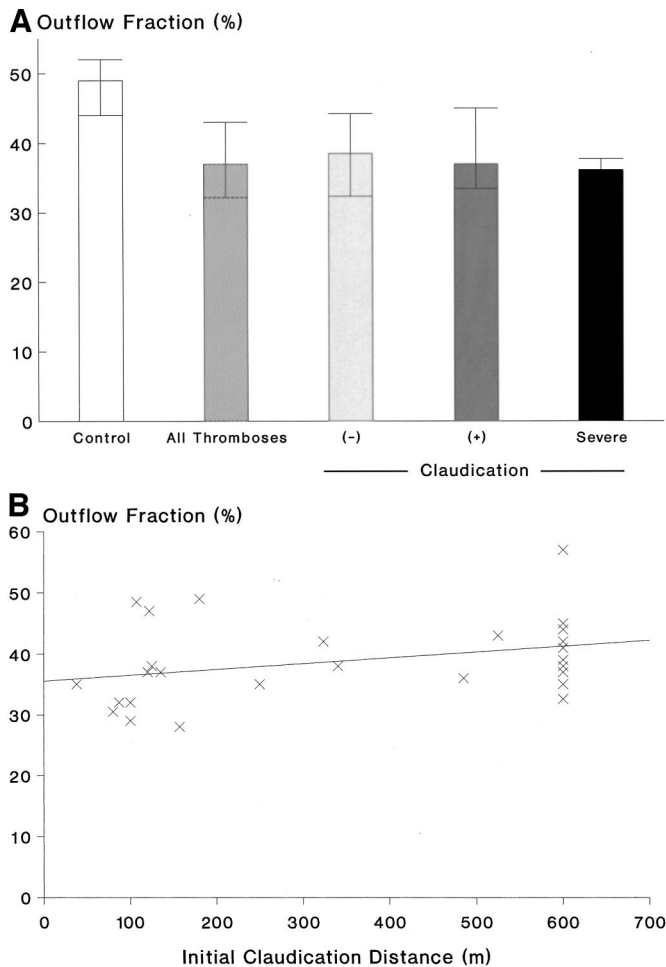 A
Outflow Fraction (%)
50
40
30
20
10
0
Control All Thromboses (-) (+) Severe
Claudication
B
Outflow Fraction (%)
60
50
40
30
20
10
0
0 100 200 300 400 500 600 700
Initial Claudication Distance (m)